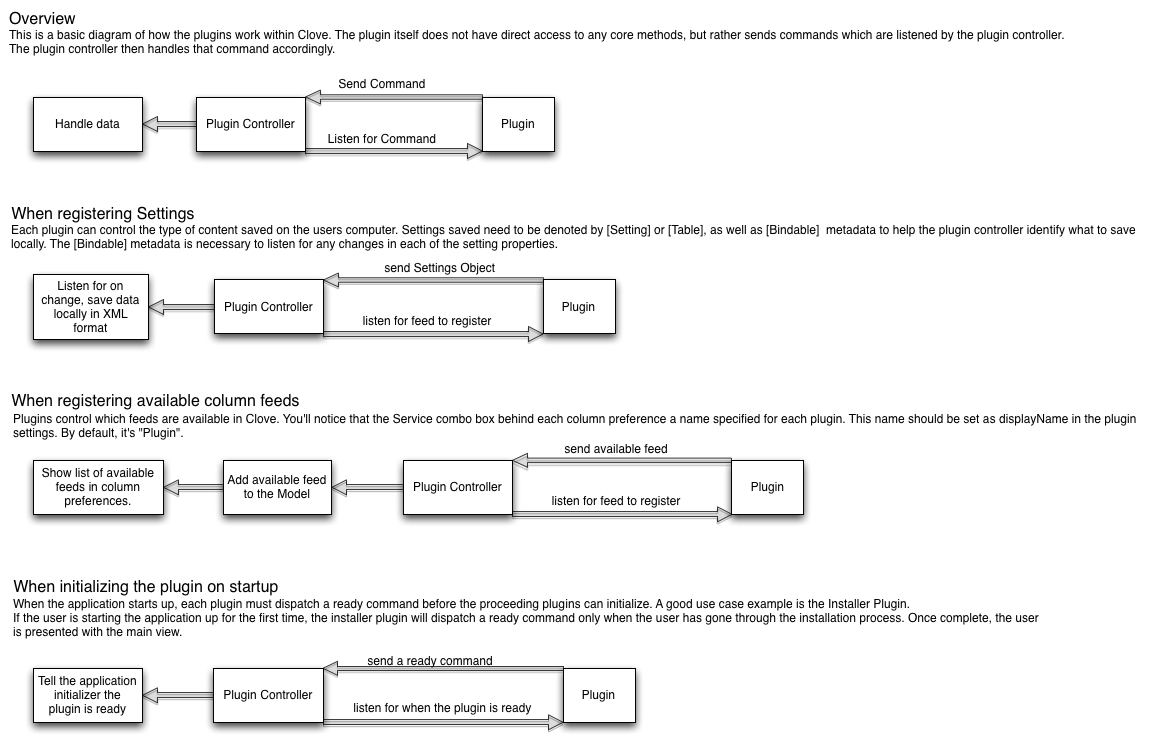 Overview
This is a basic diagram of how the plugins work within Clove. The plugin itself does not have direct access to any core methods, but rather sends commands which are listened by the plugin controller.
The plugin controller then handles that command accordingly.
Send Command
Handle data
Plugin Controller
Plugin
Listen for Command
When registering Settings
Each plugin can control the type of content saved on the users computer. Settings saved need to be denoted by [Setting] or [Table], as well as [Bindable]  metadata to help the plugin controller identify what to save
locally. The [Bindable] metadata is necessary to listen for any changes in each of the setting properties.
send Settings Object
Listen for on
change, save data
locally in XML
format
Plugin Controller
Plugin
listen for feed to register
When registering available column feeds
Plugins control which feeds are available in Clove. You'll notice that the Service combo box behind each column preference a name specified for each plugin. This name should be set as displayName in the plugin
settings. By default, it's "Plugin".
send available feed
Show list of available
feeds in column
preferences.
Add available feed
to the Model
Plugin Controller
Plugin
listen for feed to register
When initializing the plugin on startup
When the application starts up, each plugin must dispatch a ready command before the proceeding plugins can initialize. A good use case example is the Installer Plugin.
If the user is starting the application up for the first time, the installer plugin will dispatch a ready command only when the user has gone through the installation process. Once complete, the user
is presented with the main view.
send a ready command
Tell the application
initializer the
plugin is ready
Plugin Controller
Plugin
listen for when the plugin is ready